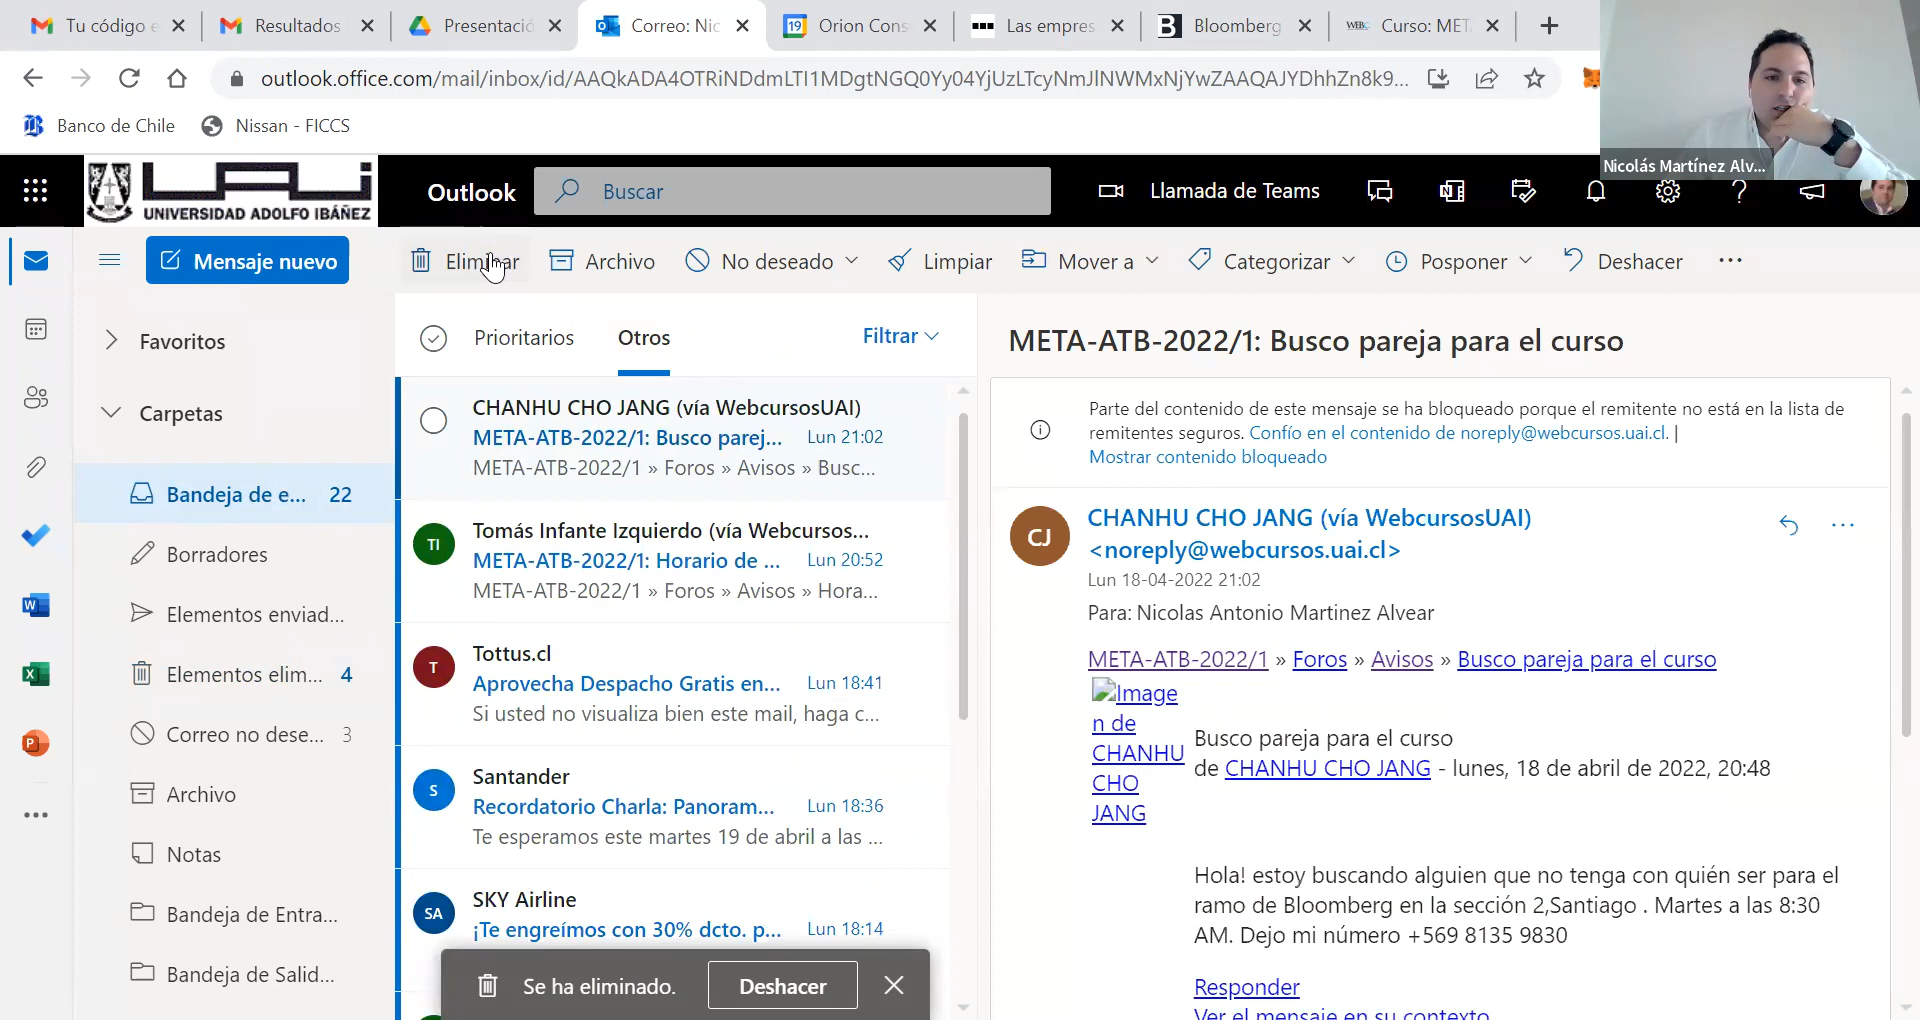 Tu código e
Resultados
Presentació
Correo: Nic
19
Orion Cons
Las empres
B
Bloomberg
WEBC
Curso: MET
outlook.office.com/mail/inbox/id/AAQkADA4OTRiNDdmLTI1MDgtNGQ0Yy04YjUzLTcyNmJlNWMxNjYwZAAQAJYDhhZn8k9...
Banco de Chile
Nissan - FICCS
Nicolás Martínez Alv...
UAI
UNIVERSIDAD ADOLFO IBÁÑEZ
Outlook
Buscar
Llamada de Teams
Mensaje nuevo
Eliminar
Archivo
No deseado
Limpiar
Mover a
Categorizar
Posponer
Deshacer
Favoritos
Carpetas
Bandeja de e... 22
Borradores
Elementos enviad...
Elementos elim... 4
Correo no dese... 3
Archivo
Notas
Bandeja de Entra...
Bandeja de Salid...
Prioritarios
Otros
Filtrar
CHANHU CHO JANG (vía WebcursosUAI)
META-ATB-2022/1: Busco parej... Lun 21:02
META-ATB-2022/1 » Foros » Avisos » Busc...
TI
Tomás Infante Izquierdo (vía Webcursos...
META-ATB-2022/1: Horario de ... Lun 20:52
META-ATB-2022/1 » Foros » Avisos » Hora...
T
Tottus.cl
Aprovecha Despacho Gratis en... Lun 18:41
Si usted no visualiza bien este mail, haga c...
S
Santander
Recordatorio Charla: Panoram... Lun 18:36
Te esperamos este martes 19 de abril a las ...
SA
SKY Airline
¡Te engreímos con 30% dcto. p... Lun 18:14
Se ha eliminado.
Deshacer
META-ATB-2022/1: Busco pareja para el curso
Parte del contenido de este mensaje se ha bloqueado porque el remitente no está en la lista de
remitentes seguros. Confío en el contenido de noreply@webcursos.uai.cl. |
Mostrar contenido bloqueado
CJ
CHANHU CHO JANG (vía WebcursosUAI)
<noreply@webcursos.uai.cl>
Lun 18-04-2022 21:02
Para: Nicolas Antonio Martinez Alvear
META-ATB-2022/1 » Foros » Avisos » Busco pareja para el curso
Image
n de
CHANHU
CHO
JANG
Busco pareja para el curso
de CHANHU CHO JANG - lunes, 18 de abril de 2022, 20:48
Hola! estoy buscando alguien que no tenga con quién ser para el
ramo de Bloomberg en la sección 2,Santiago . Martes a las 8:30
AM. Dejo mi número +569 8135 9830
Responder
Ver el mensaje en su contexto